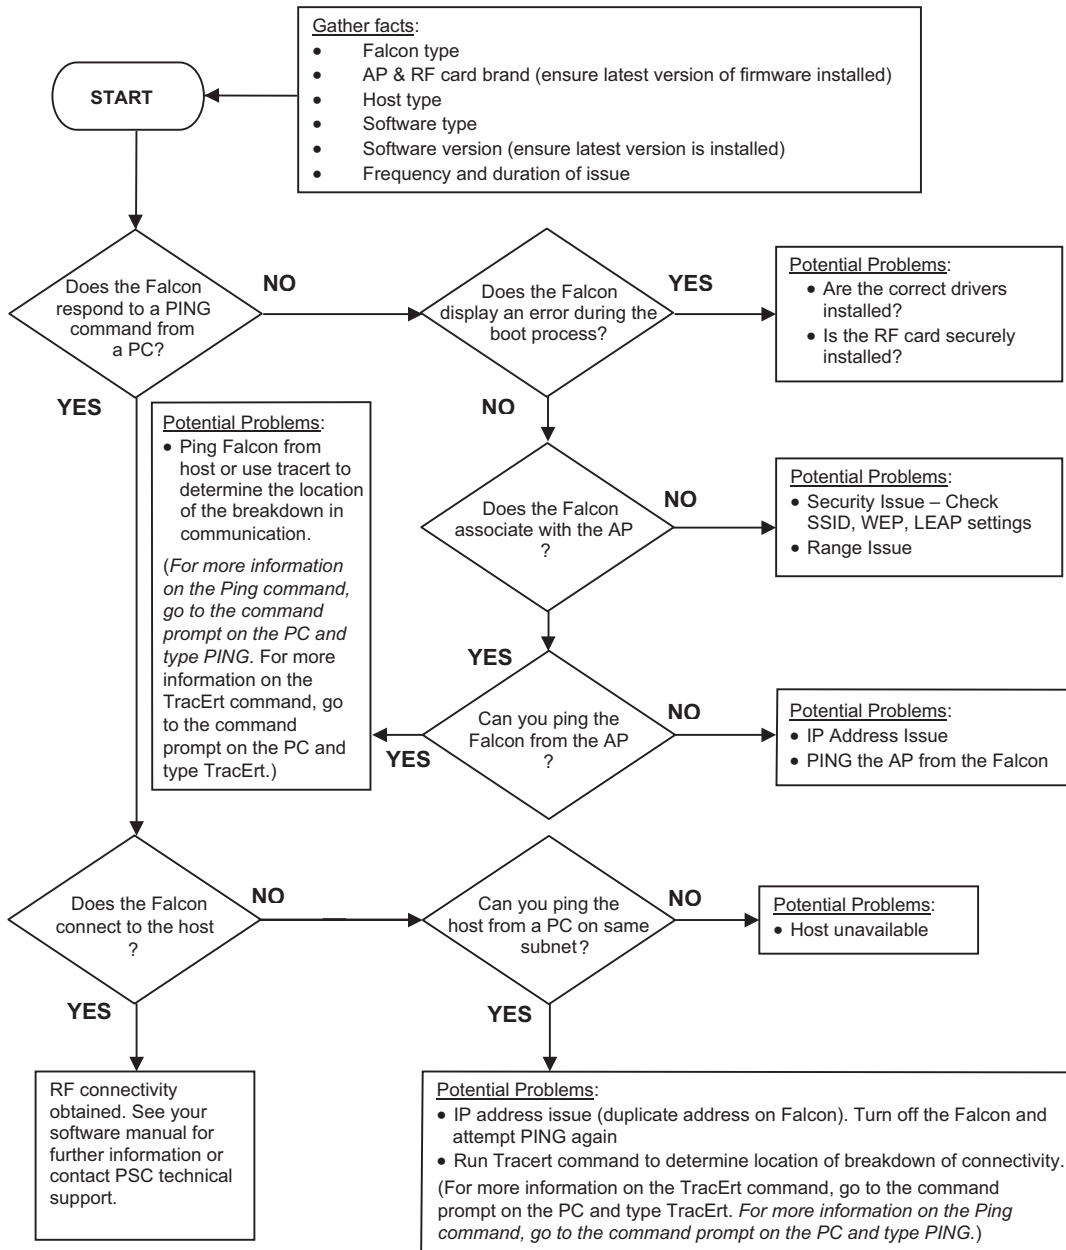 Gather facts:
• Falcon type
• AP & RF card brand (ensure latest version of firmware installed)
• Host type
• Software type
• Software version (ensure latest version is installed)
• Frequency and duration of issue
START
Does the Falcon
respond to a PING
command from
a PC?
NO
YES
Does the Falcon
display an error during the
boot process?
YES
NO
Potential Problems:
• Are the correct drivers
installed?
• Is the RF card securely
installed?
Potential Problems:
• Ping Falcon from
host or use tracert to
determine the location
of the breakdown in
communication.
(For more information
on the Ping command,
go to the command
prompt on the PC and
type PING. For more
information on the
TracErt command, go
to the command
prompt on the PC and
type TracErt.)
Does the Falcon
associate with the AP
?
NO
YES
Potential Problems:
• Security Issue – Check
SSID, WEP, LEAP settings
• Range Issue
Can you ping the
Falcon from the AP
?
NO
YES
Potential Problems:
• IP Address Issue
• PING the AP from the Falcon
Does the Falcon
connect to the host
?
NO
YES
Can you ping the
host from a PC on same
subnet?
NO
YES
Potential Problems:
• Host unavailable
RF connectivity
obtained. See your
software manual for
further information or
contact PSC technical
support.
Potential Problems:
• IP address issue (duplicate address on Falcon). Turn off the Falcon and
attempt PING again
• Run Tracert command to determine location of breakdown of connectivity.
(For more information on the TracErt command, go to the command
prompt on the PC and type TracErt. For more information on the Ping
command, go to the command prompt on the PC and type PING.)